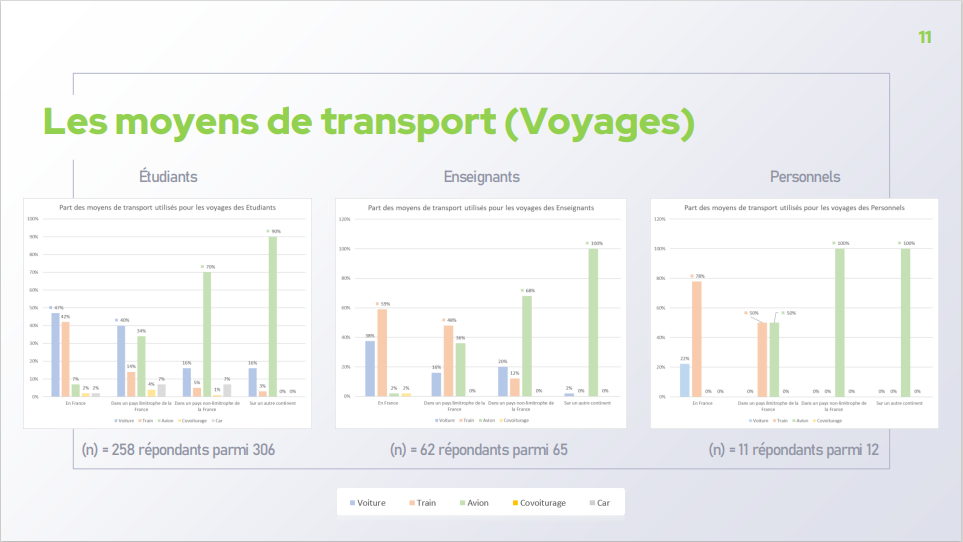 11
Les moyens de transport (Voyages)
Étudiants
Enseignants
Personnels
Part des moyens de transport utilisés pour les voyages des Etudiants
100%
90%
80%
70%
60%
50%
40%
30%
20%
10%
0%
47%
42%
7%
2%
2%
40%
14%
34%
4%
7%
16%
5%
70%
1%
7%
16%
3%
90%
0%
0%
En France
Dans un pays limitrophe de la
France
Dans un pays non-limitrophe de
la France
Sur un autre continent
Voiture
Train
Avion
Covoiturage
Car
Part des moyens de transport utilisés pour les voyages des Enseignants
120%
100%
80%
60%
40%
20%
0%
38%
59%
2%
2%
16%
48%
36%
0%
20%
12%
68%
0%
2%
0%
100%
0%
En France
Dans un pays limitrophe de la
France
Dans un pays non-limitrophe de
la France
Sur un autre continent
Voiture
Train
Avion
Covoiturage
Part des moyens de transport utilisés pour les voyages des Personnels
120%
100%
80%
60%
40%
20%
0%
22%
78%
0%
0%
0%
50%
50%
0%
0%
0%
100%
0%
0%
0%
100%
0%
En France
Dans un pays limitrophe de la
France
Dans un pays non-limitrophe de
la France
Sur un autre continent
Voiture
Train
Avion
Covoiturage
(n) = 258 répondants parmi 306
(n) = 62 répondants parmi 65
(n) = 11 répondants parmi 12
Voiture
Train
Avion
Covoiturage
Car